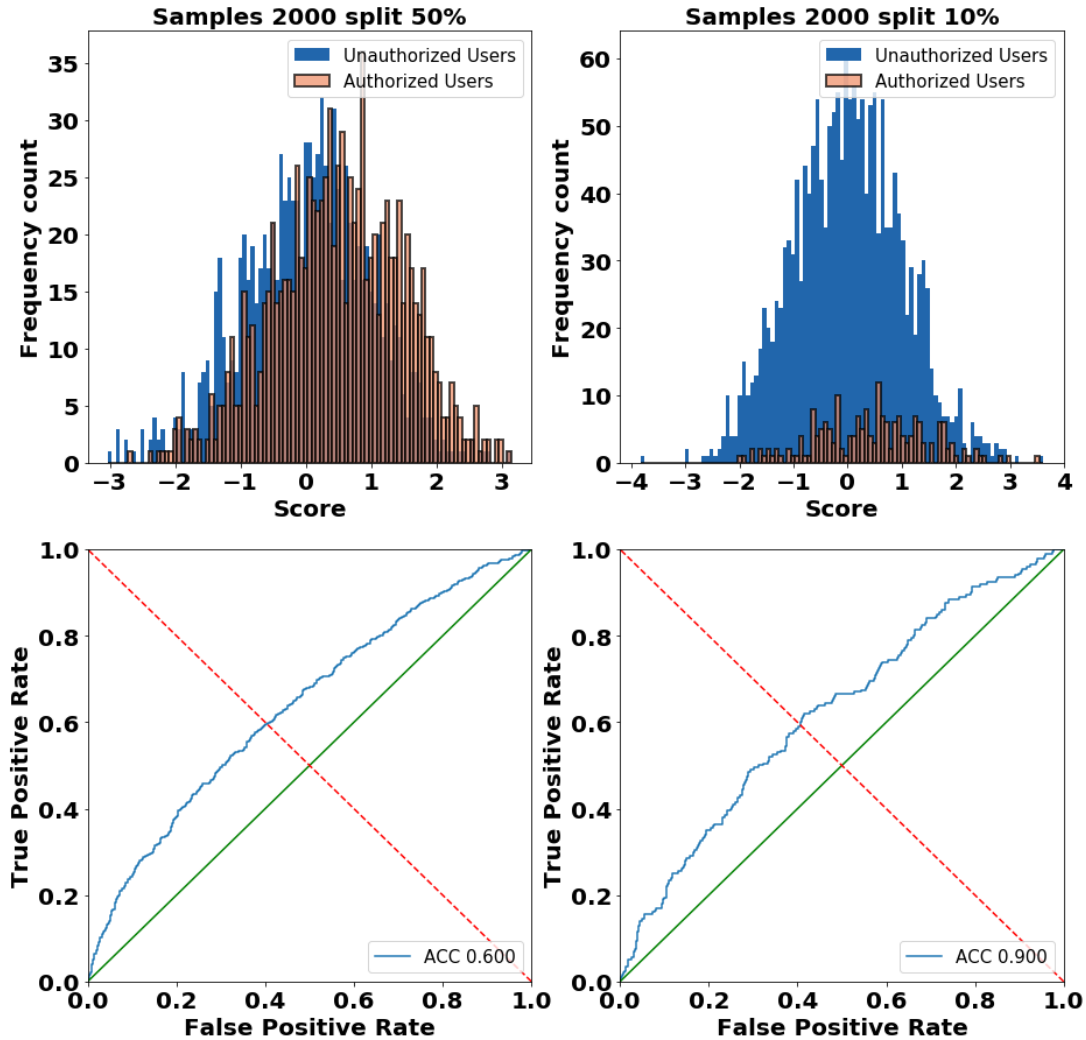 Samples 2000 split 50%
Unauthorized Users
Authorized Users
Frequency count
35
30
25
20
15
10
5
0
−3 −2 −1 0 1 2 3
Score
Samples 2000 split 10%
Unauthorized Users
Authorized Users
Frequency count
60
50
40
30
20
10
0
−4 −3 −2 −1 0 1 2 3 4
Score
True Positive Rate
1.0
0.8
0.6
0.4
0.2
0.0
ACC 0.600
0.0 0.2 0.4 0.6 0.8 1.0
False Positive Rate
True Positive Rate
1.0
0.8
0.6
0.4
0.2
0.0
ACC 0.900
0.0 0.2 0.4 0.6 0.8 1.0
False Positive Rate